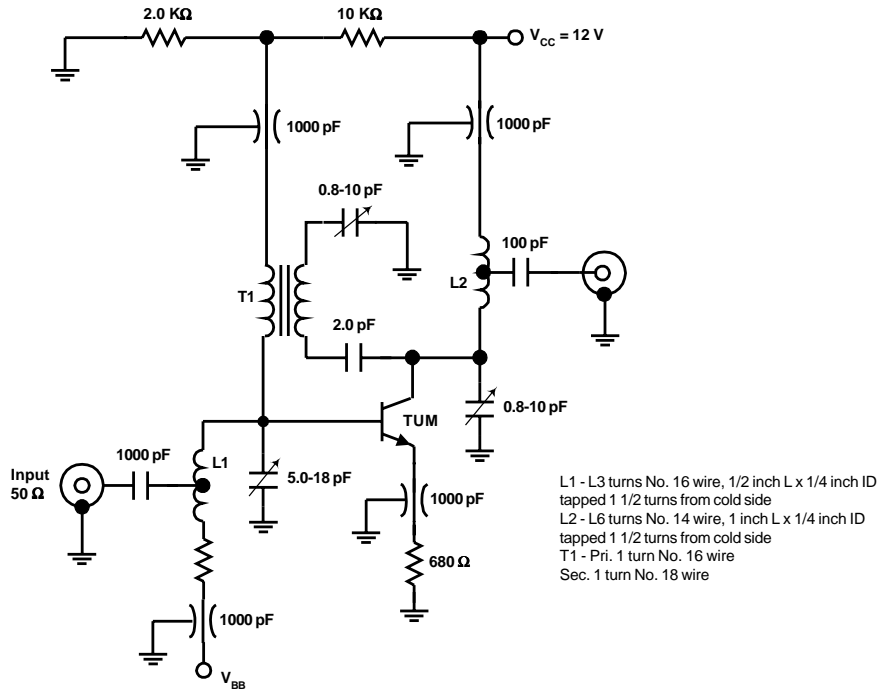 2.0 KΩ
10 KΩ
VCC = 12 V
1000 pF
1000 pF
0.8-10 pF
100 pF
T1
L2
2.0 pF
TUM
0.8-10 pF
1000 pF
L1
Input
50 Ω
5.0-18 pF
1000 pF
680 Ω
1000 pF
VBB
L1 - L3 turns No. 16 wire, 1/2 inch L x 1/4 inch ID
tapped 1 1/2 turns from cold side
L2 - L6 turns No. 14 wire, 1 inch L x 1/4 inch ID
tapped 1 1/2 turns from cold side
T1 - Pri. 1 turn No. 16 wire
Sec. 1 turn No. 18 wire